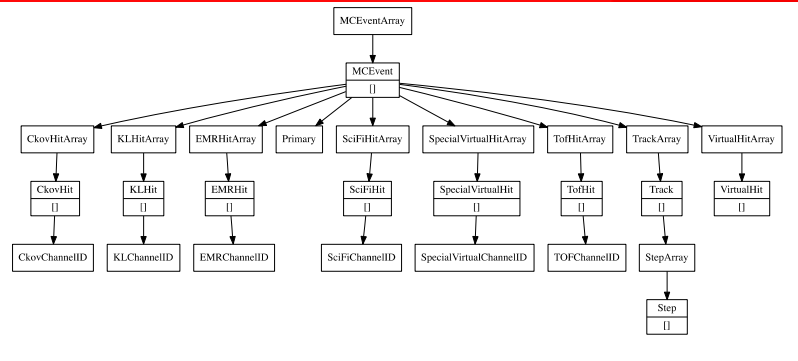 MCEventArray
MCEvent
[]
CkovHitArray KLHitArray EMRHitArray Primary SciFiHitArray SpecialVirtualHitArray TofHitArray TrackArray VirtualHitArray
CkovHit KLHit EMRHit SciFiHit SpecialVirtualHit TofHit Track VirtualHit
[] [] [] [] [] [] [] []
CkovChannelID KLChannelID EMRChannelID SciFiChannelID SpecialVirtualChannelID TOFChannelID StepArray
Step
[]